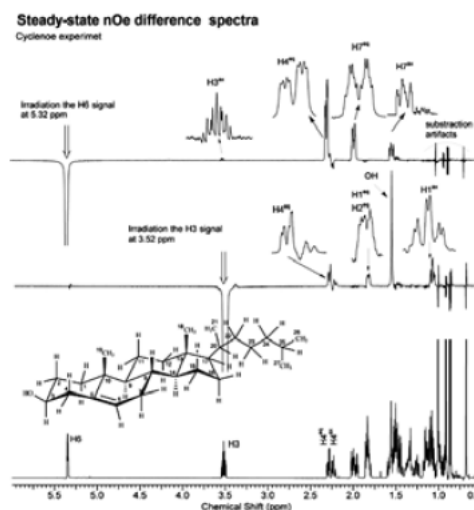 Steady-state nOe difference spectra
Cyclenoe experimet
H4eq
H7eq
H7ax
H3ax
Irradiation the H6 signal
at 5.32 ppm
substraction
artifacts
OH
Irradiation the H3 signal
at 3.52 ppm
H4eq
H1eq
H2eq
H1ax
HO
H6
H3
5.5
5.0
4.5
4.0
3.5
3.0
2.5
2.0
1.5
1.0
Chemical Shift (ppm)